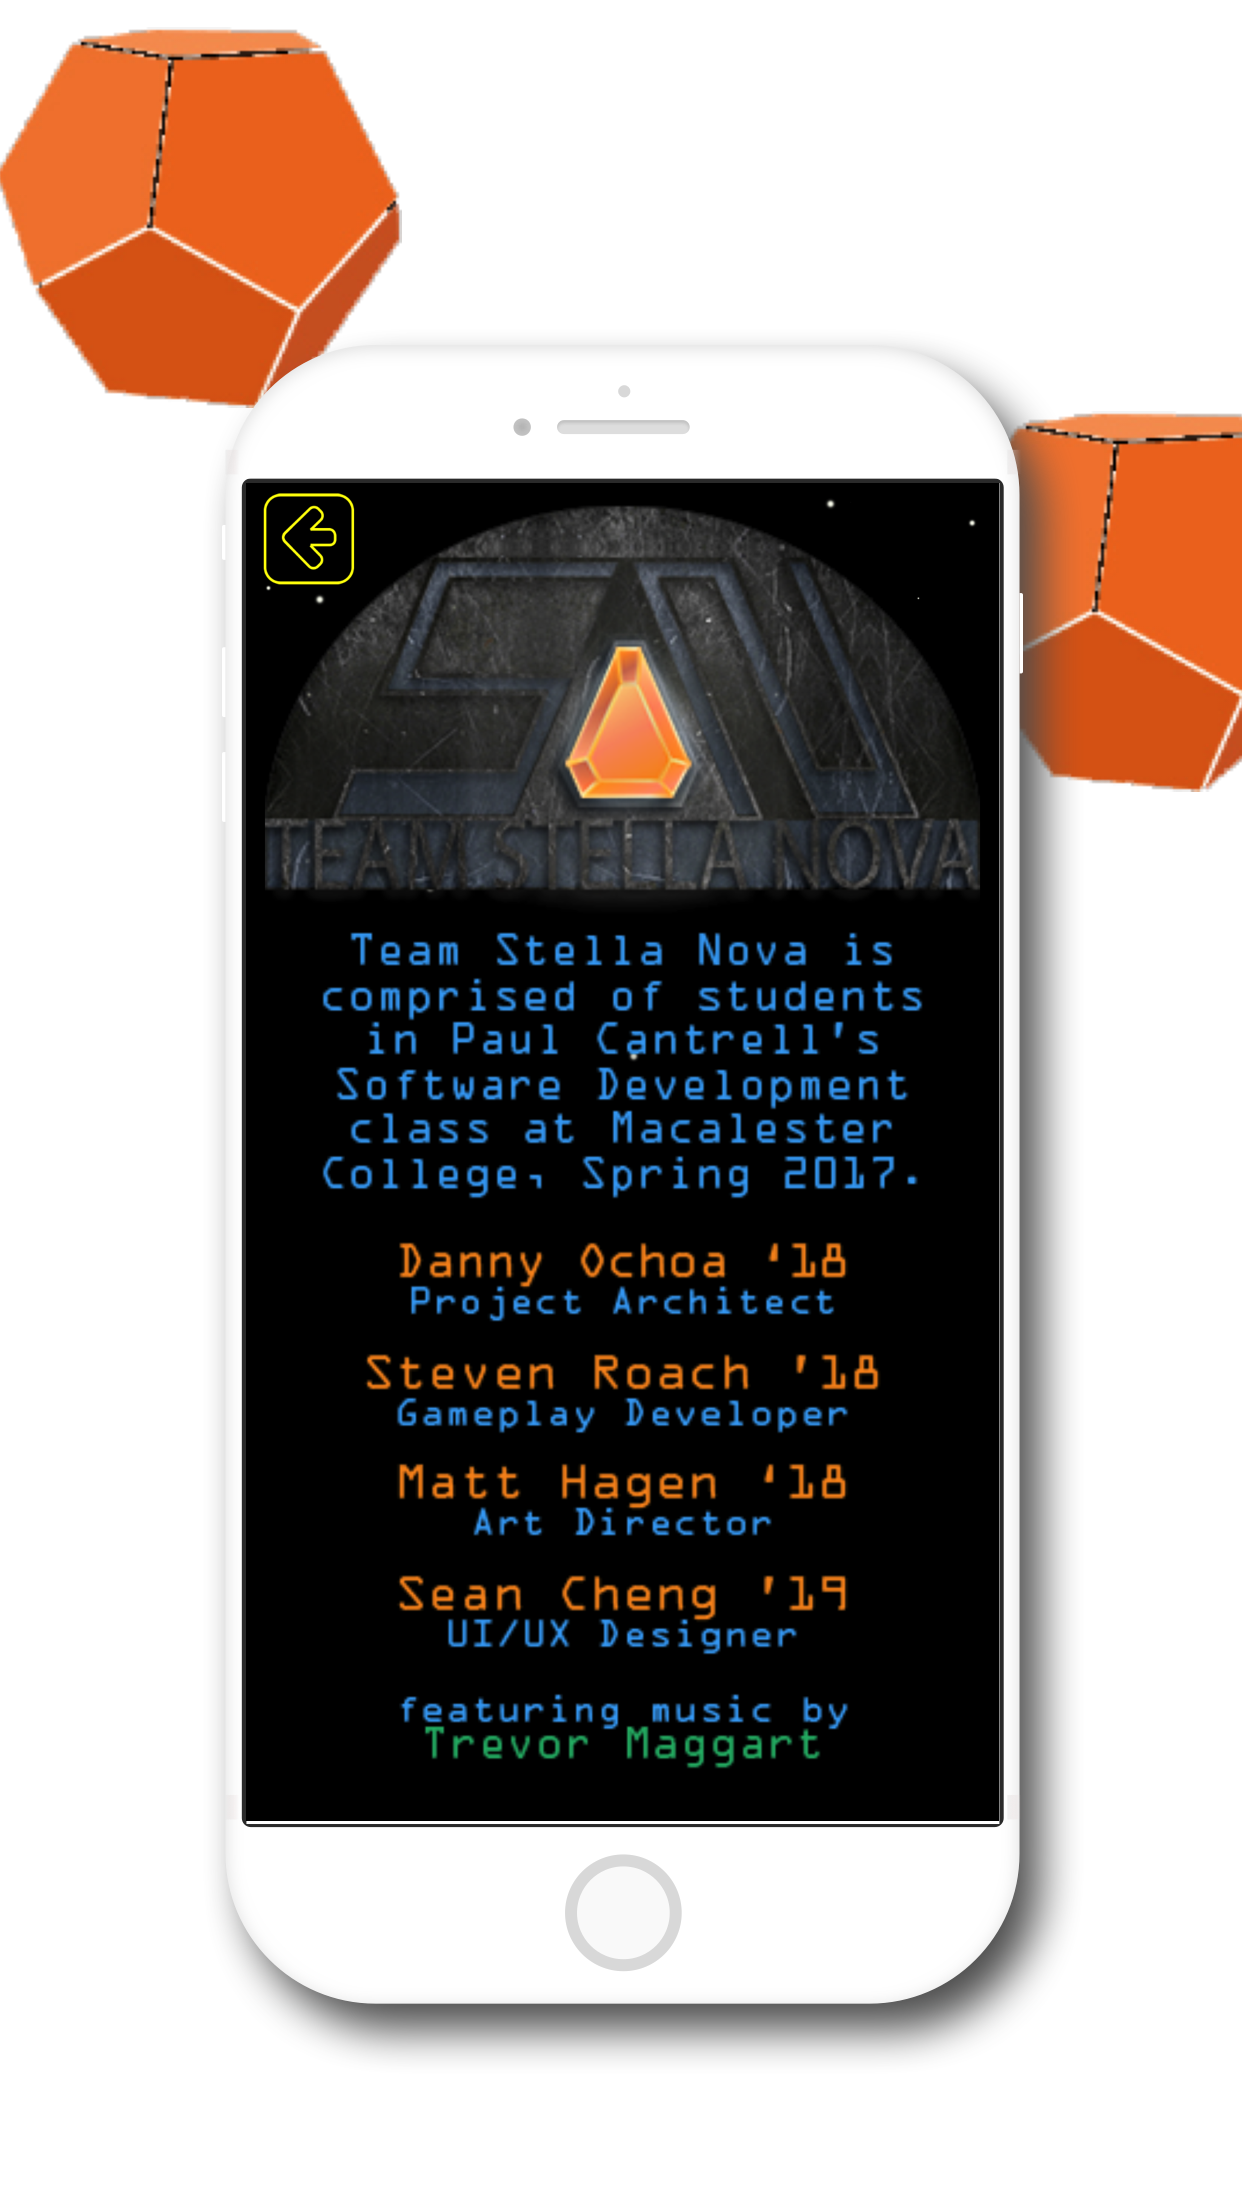 TEAM STELLA NOVA
Team Stella Nova is
comprised of students
in Paul Cantrell's
Software Development
class at Macalester
College, Spring 2017.
Danny Ochoa ‘18
Project Architect
Steven Roach '18
Gameplay Developer
Matt Hagen ‘18
Art Director
Sean Cheng '19
UI/UX Designer
featuring music by
Trevor Maggart